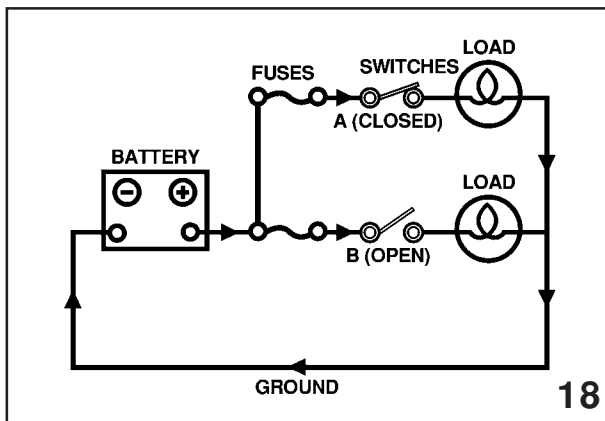 LOAD
FUSES
SWITCHES
A (CLOSED)
BATTERY
- +
LOAD
B (OPEN)
GROUND
18